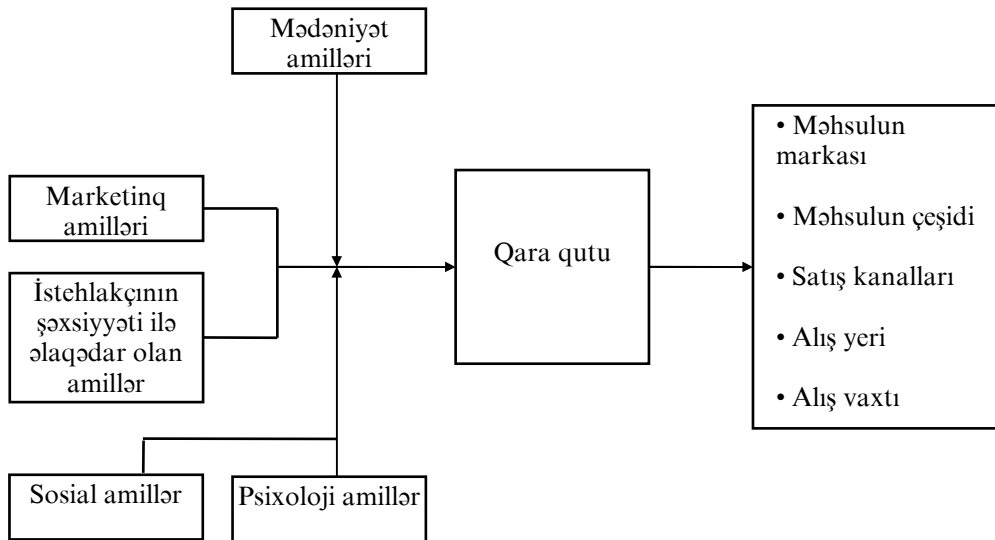 Mədəniyət
amilləri
Marketinq
amilləri
İstehlakçının
şəxsiyyəti ilə
əlaqədar olan
amillər
Sosial amillər
Psixoloji amillər
Qara qutu
• Məhsulun
markası
• Məhsulun çeşidi
• Satış kanalları
• Alış yeri
• Alış vaxtı